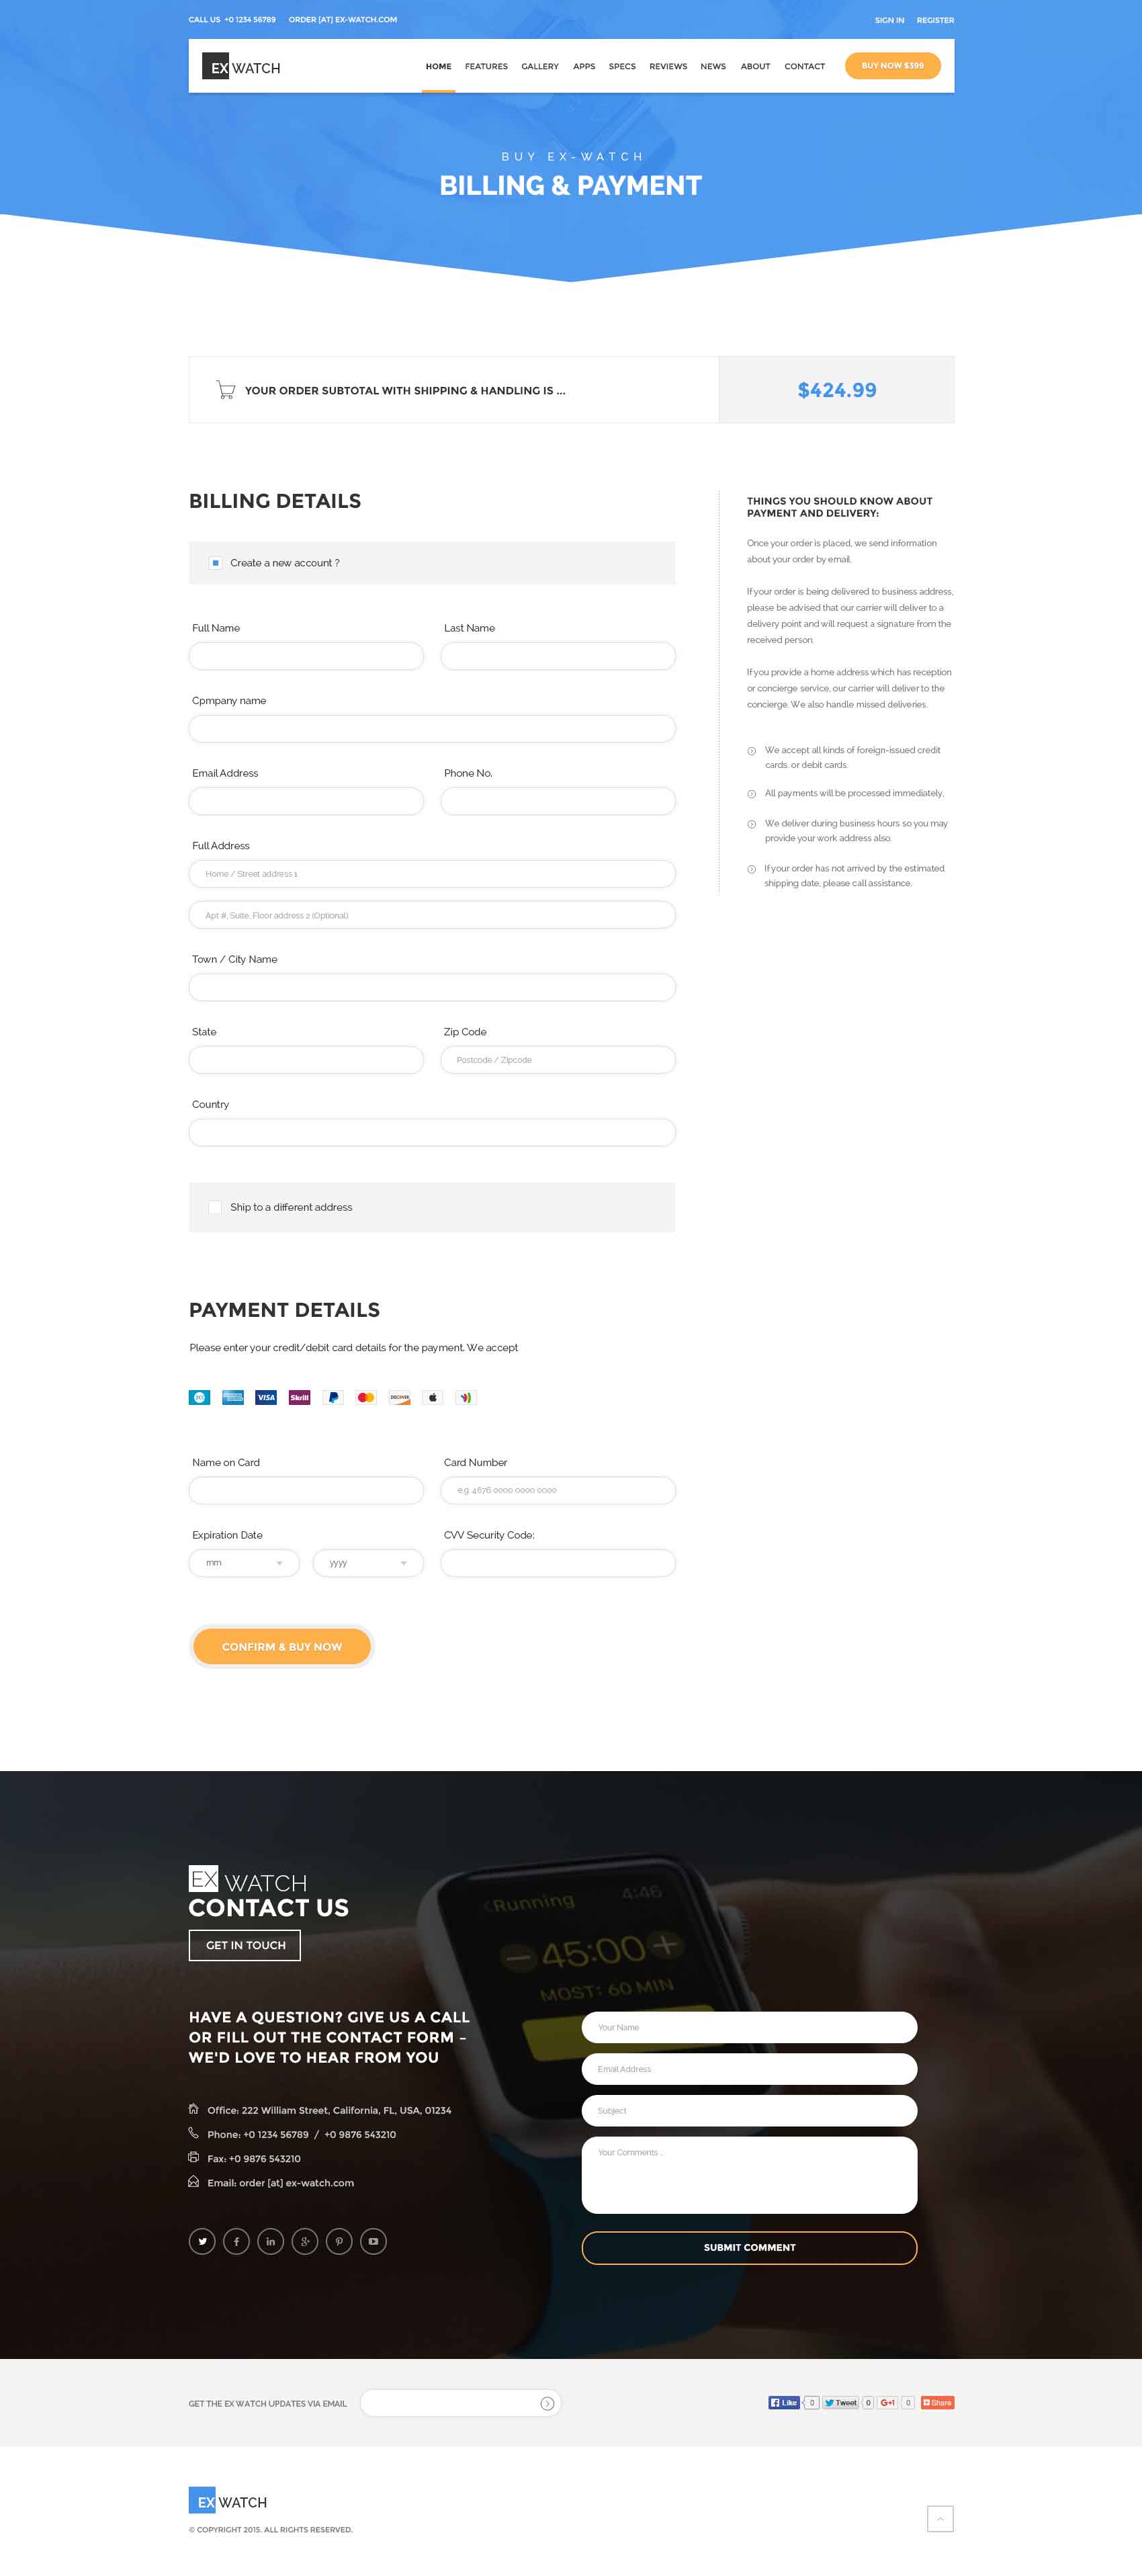 CALL US +0 1234 56789 ORDER [AT] EX-WATCH.COM
SIGN IN REGISTER
EX WATCH
HOME FEATURES GALLERY APPS SPECS REVIEWS NEWS ABOUT CONTACT BUY NOW $399
BUY EX-WATCH
BILLING & PAYMENT
YOUR ORDER SUBTOTAL WITH SHIPPING & HANDLING IS ...
$424.99
BILLING DETAILS
Create a new account ?
Full Name Last Name
Cpmpany name
Email Address Phone No.
Full Address
Home / Street address 1
Apt #, Suite, Floor address 2 (Optional)
Town / City Name
State Zip Code
Postcode / ZIpcode
Country
Ship to a different address
THINGS YOU SHOULD KNOW ABOUT
PAYMENT AND DELIVERY:
Once your order is placed, we send information
about your order by email.
If your order is being delivered to business address,
please be advised that our carrier will deliver to a
delivery point and will request a signature from the
received person.
If you provide a home address which has reception
or concierge service, our carrier will deliver to the
concierge. We also handle missed deliveries.
We accept all kinds of foreign-issued credit
cards. or debit cards.
All payments will be processed immediately,
We deliver during business hours so you may
provide your work address also.
If your order has not arrived by the estimated
shipping date, please call assistance.
PAYMENT DETAILS
Please enter your credit/debit card details for the payment. We accept
VISA Skrill DISCOVER
Name on Card Card Number
e.g. 4676 0000 0000 0000
Expiration Date CVV Security Code:
mm yyyy
CONFIRM & BUY NOW
EX WATCH
CONTACT US
GET IN TOUCH
<Running 4:46
45:00
MOST: 60 MIN
HAVE A QUESTION? GIVE US A CALL
OR FILL OUT THE CONTACT FORM –
WE'D LOVE TO HEAR FROM YOU
Office: 222 William Street, California, FL, USA, 01234
Phone: +0 1234 56789 / +0 9876 543210
Fax: +0 9876 543210
Email: order [at] ex-watch.com
Your Name
Email Address
Subject
Your Comments ...
SUBMIT COMMENT
GET THE EX WATCH UPDATES VIA EMAIL
Like 0 Tweet 0 G+1 0 Share
EX WATCH
© COPYRIGHT 2015. ALL RIGHTS RESERVED.